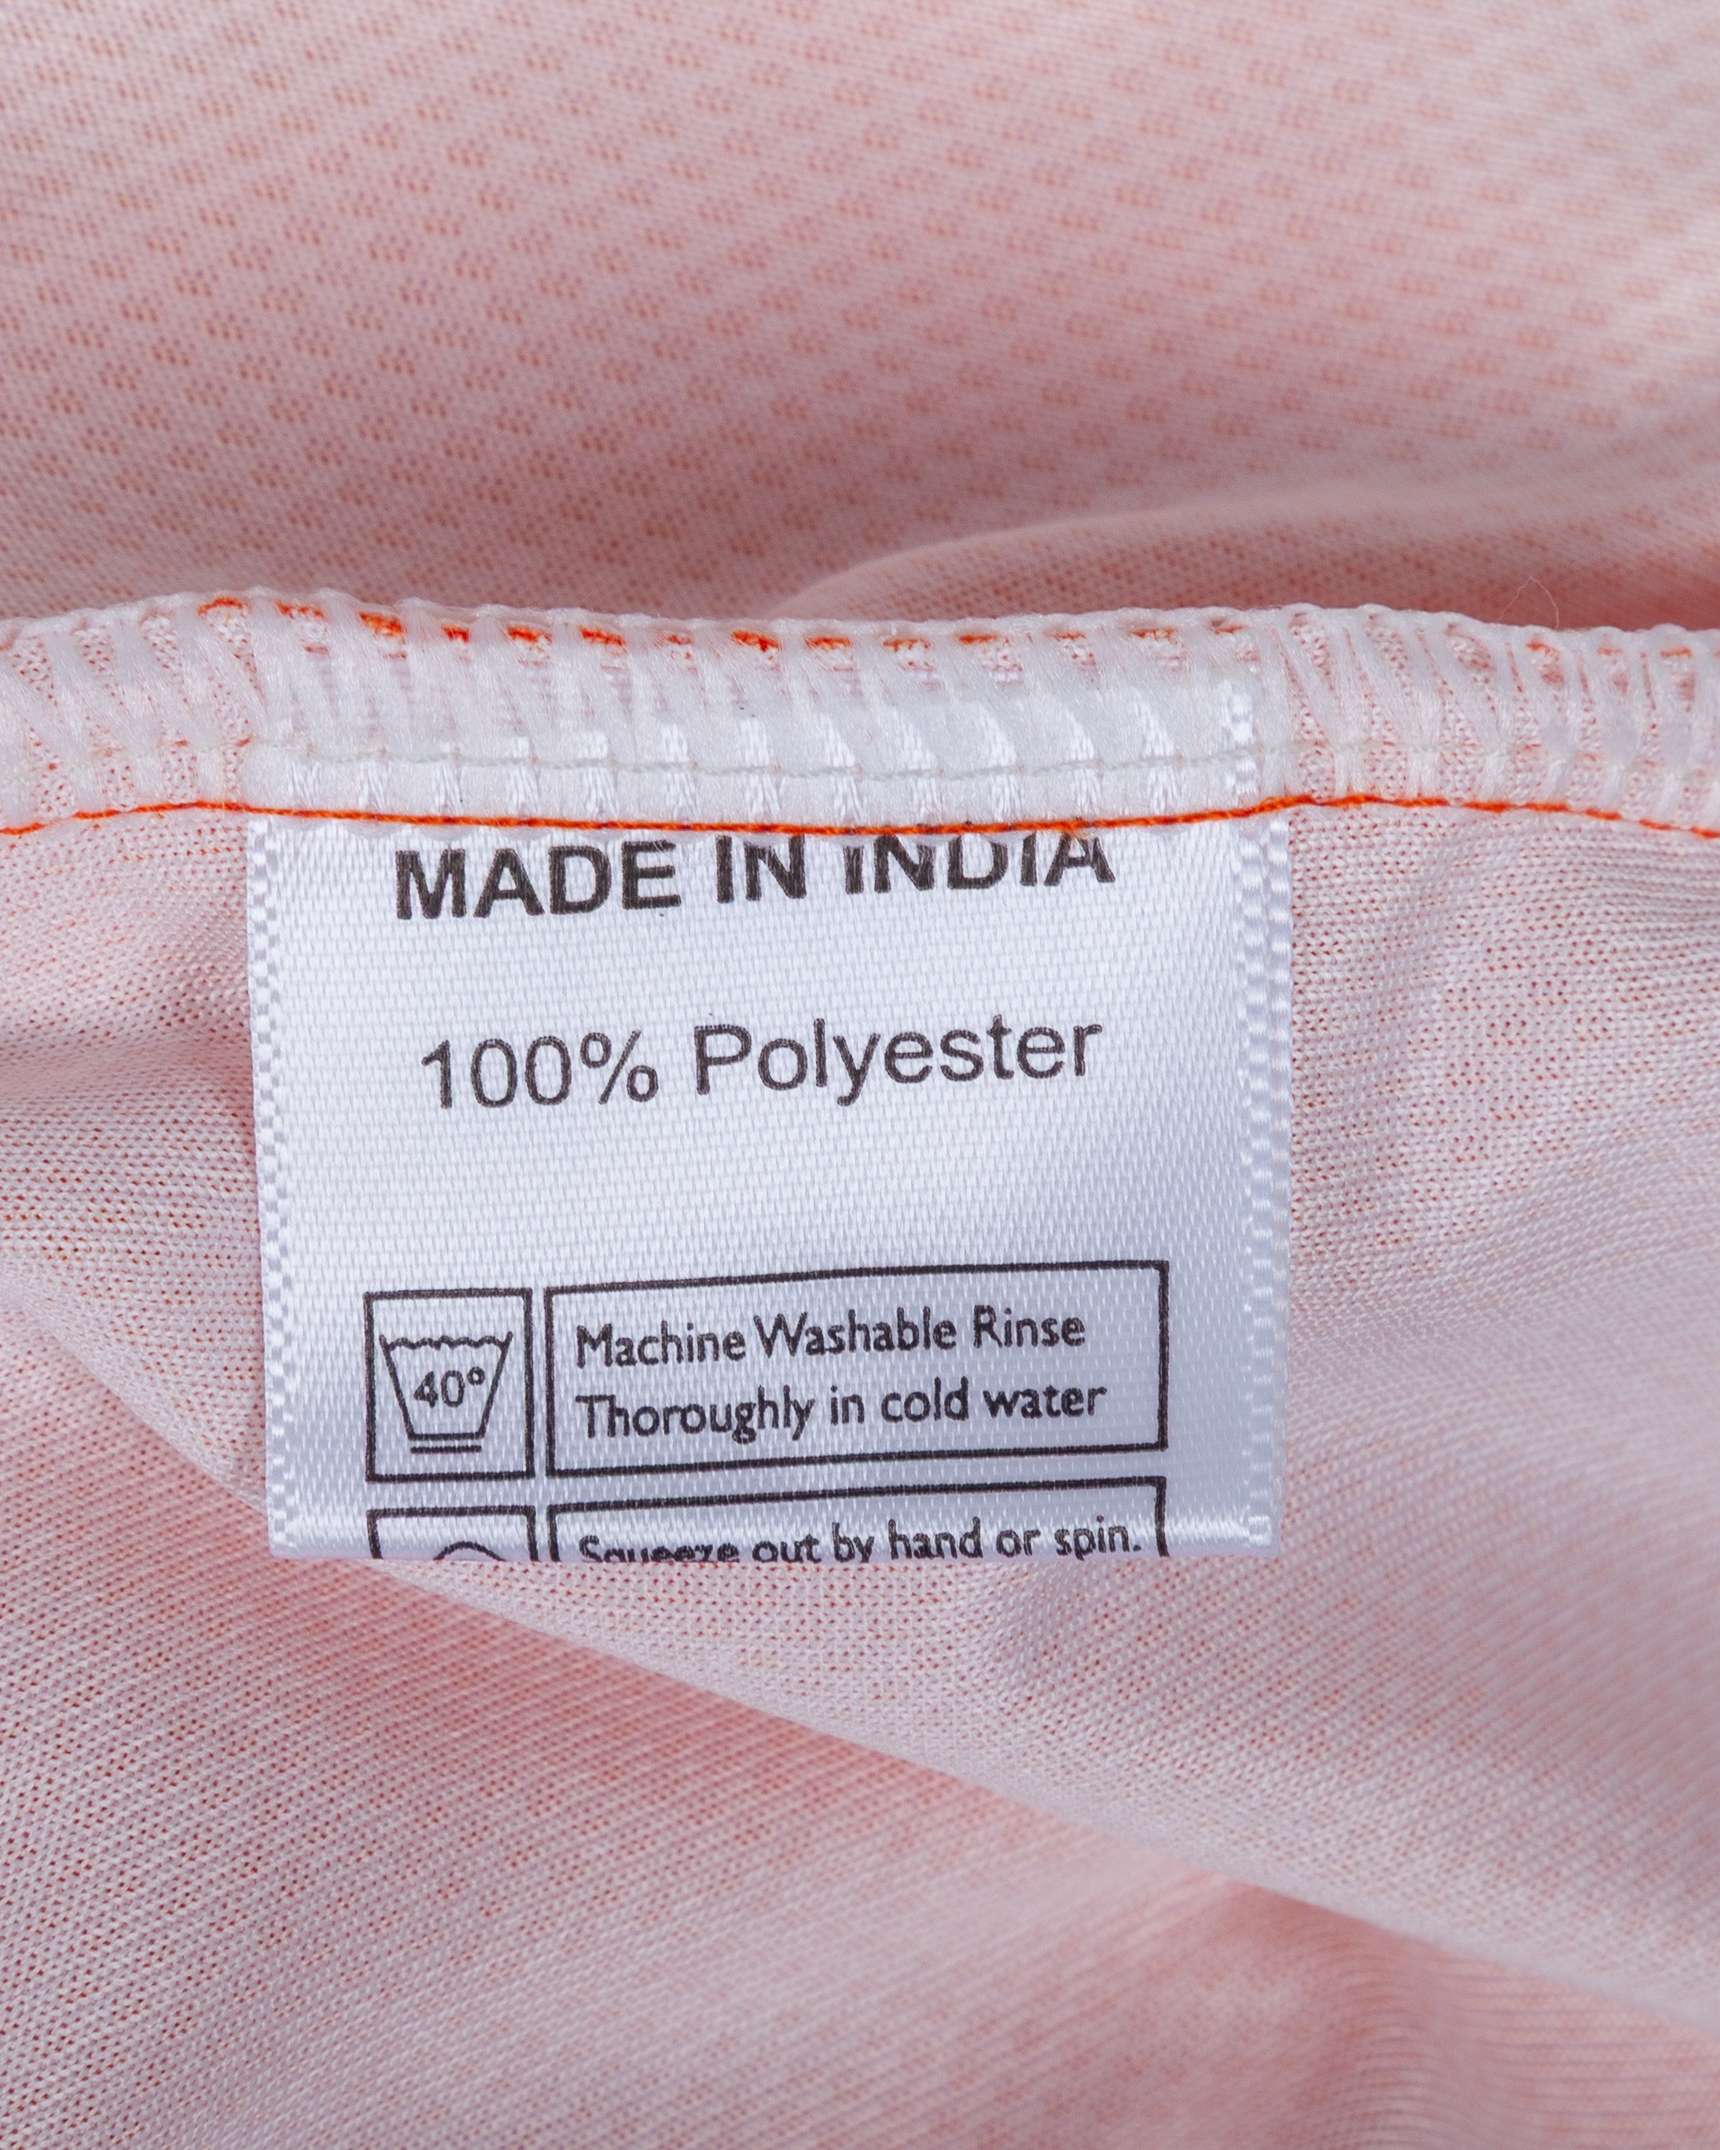 MADE IN INDIA
100% Polyester
40°
Machine Washable Rinse
Thoroughly in cold water
Squeeze out by hand or spin.